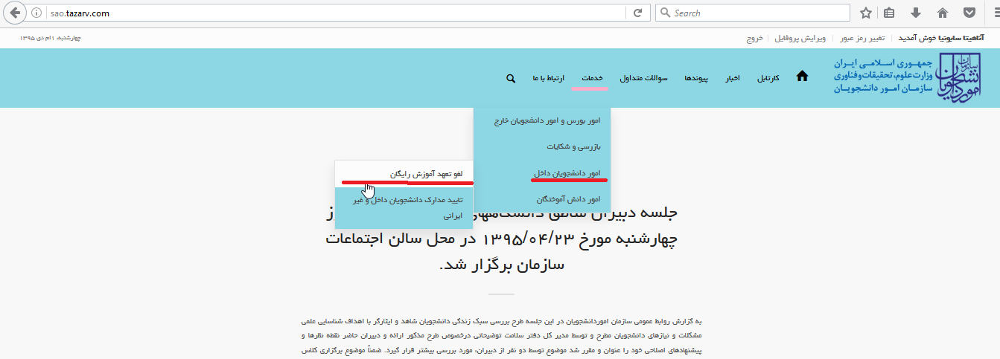 sao.tazarv.com
Search
آناهیتا سابونیا خوش آمدید
تغییر رمز عبور
ویرایش پروفایل
خروج
چهارشنبه، ۱ام دی ۱۳۹۵
جمهوری اسلامی ایران
وزارت علوم، تحقیقات و فناوری
سازمان امور دانشجویان
سازمان امور دانشجویان
کارتابل
اخبار
پیوندها
سوالات متداول
خدمات
ارتباط با ما
امور بورس و امور دانشجویان خارج
بازرسی و شکایات
امور دانشجویان داخل
امور دانش آموختگان
لغو تعهد آموزش رایگان
تایید مدارک دانشجویان داخل و غیر
ایرانی
جلسه دبیران مناطق
چهارشنبه مورخ ۱۳۹۵/۰۴/۲۳ در محل سالن اجتماعات
سازمان برگزار شد.
به گزارش روابط عمومی سازمان اموردانشجویان در این جلسه طرح بررسی سبک زندگی دانشجویان شاهد و ایثارگر با اهداف شناسایی علمی
مشکلات و نیازهای دانشجویان مطرح و توسط مدیر کل دفتر سلامت توضیحاتی درخصوص طرح مذکور ارائه و دبیران حاضر نقطه نظرها و
پیشنهادهای اصلاحی خود را عنوان و مقرر شد موضوع توسط دو نفر از دبیران، مورد بررسی بیشتر قرار گیرد. ضمناً موضوع برگزاری کلاس